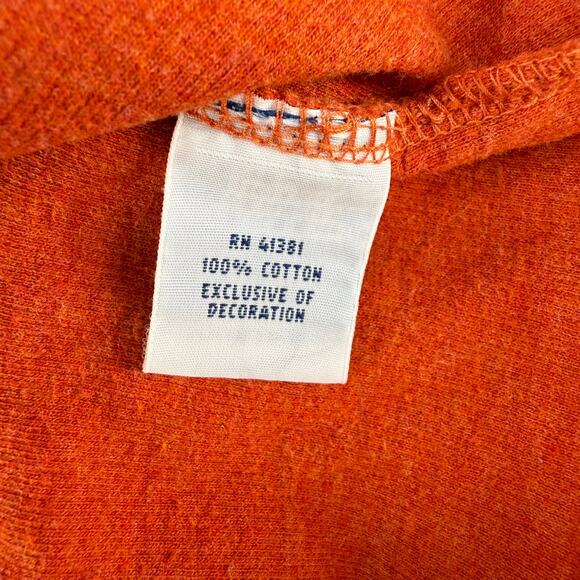 RN 41381
100% COTTON
EXCLUSIVE OF
DECORATION